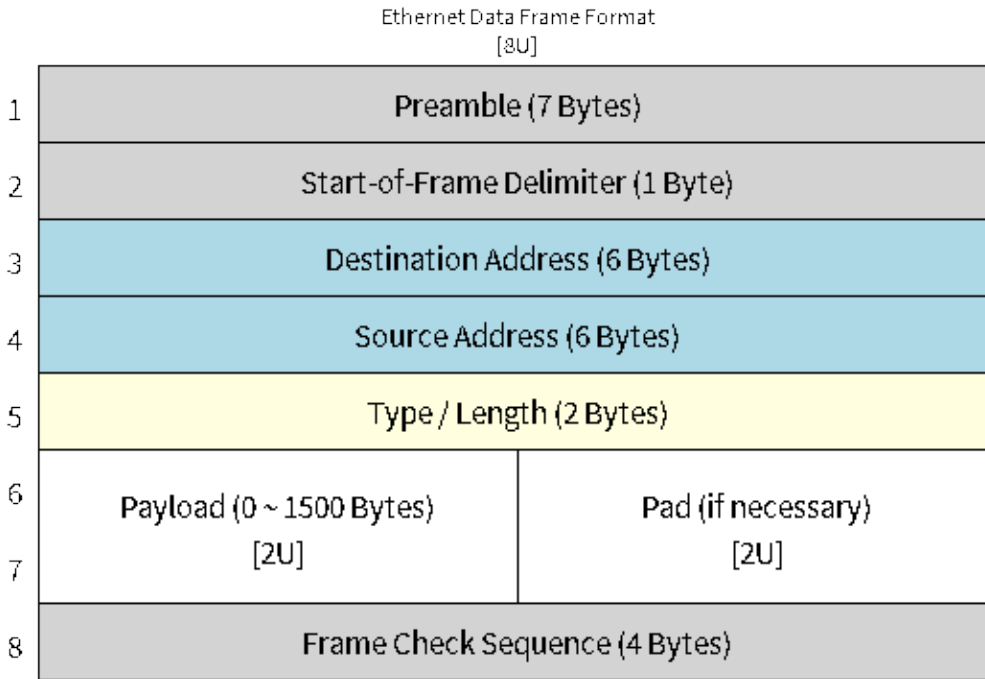 Ethernet Data Frame Format
[8U]
1
Preamble (7 Bytes)
2
Start-of-Frame Delimiter (1 Byte)
3
Destination Address (6 Bytes)
4
Source Address (6 Bytes)
5
Type / Length (2 Bytes)
6
Payload (0 ~ 1500 Bytes)
[2U]
Pad (if necessary)
[2U]
7
8
Frame Check Sequence (4 Bytes)